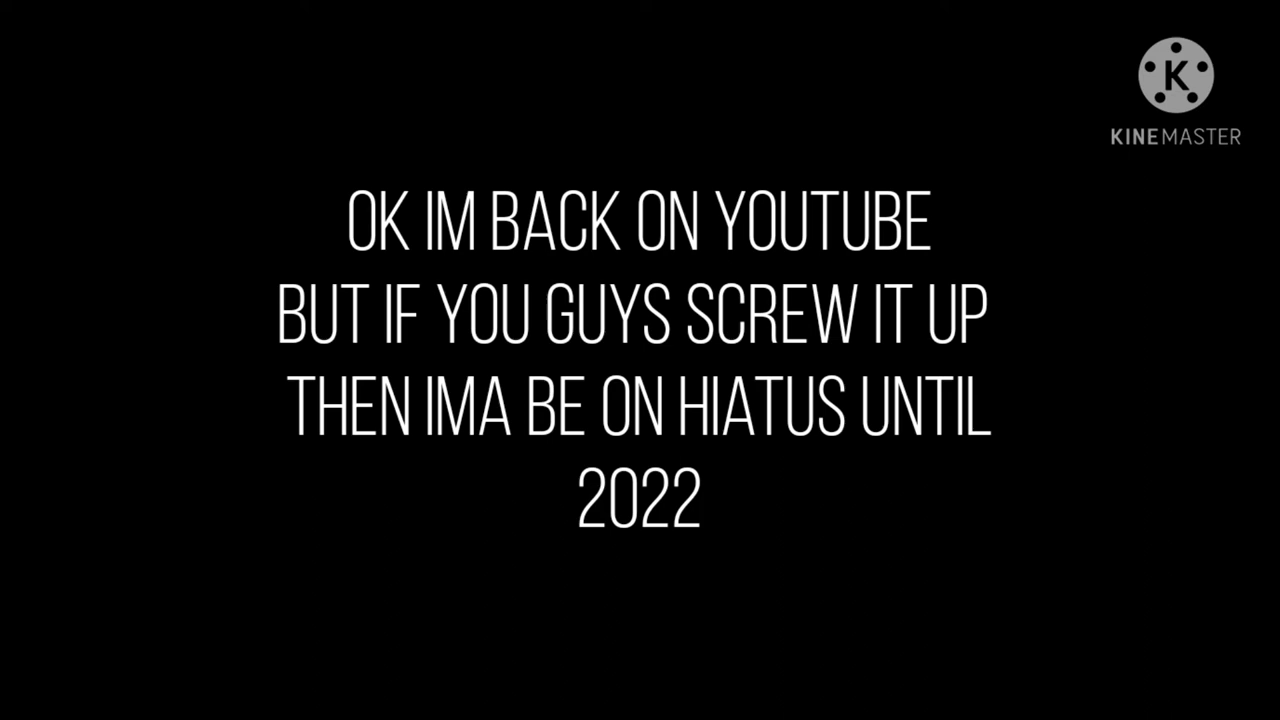 K
KINEMASTER
OK IM BACK ON YOUTUBE
BUT IF YOU GUYS SCREW IT UP
THEN IMA BE ON HIATUS UNTIL
2022